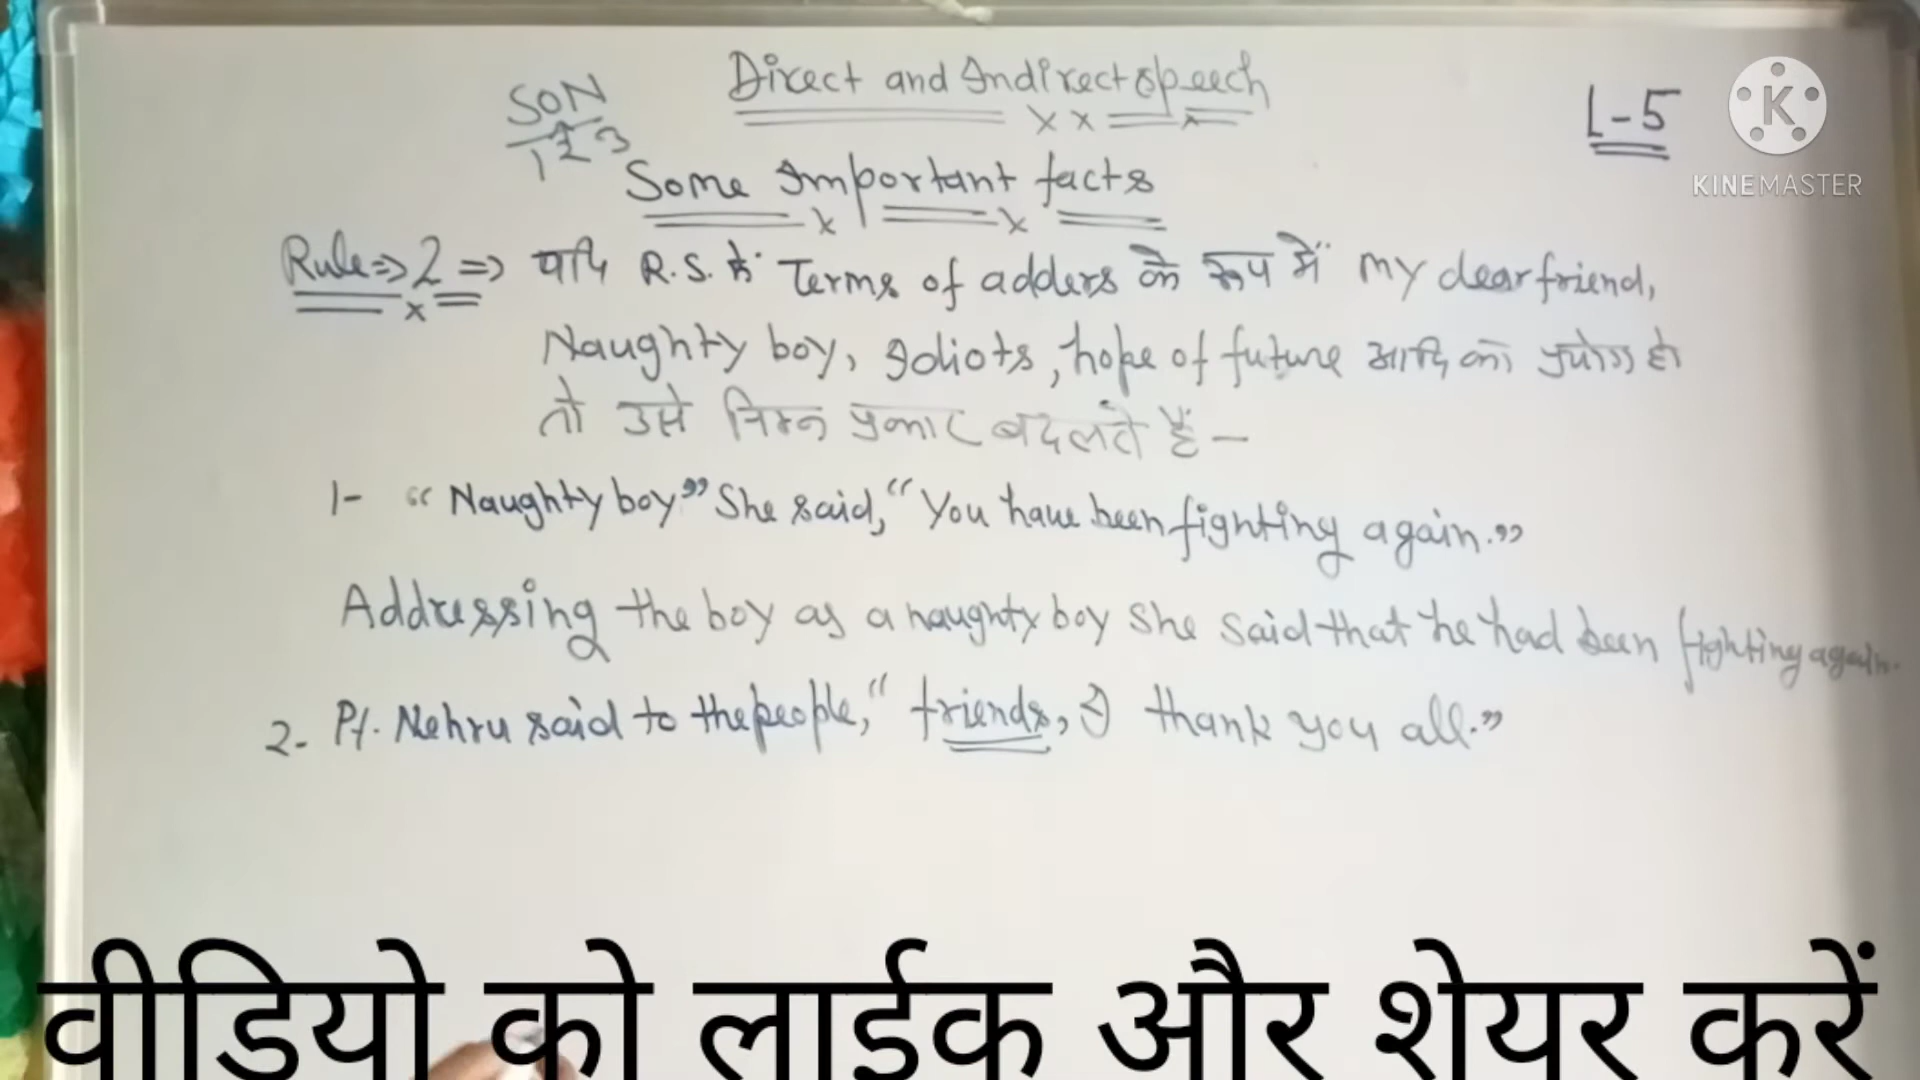 Direct and Indirect speech
SON
123
L-5
KINEMASTER
Some Important facts
Rule⇒2⇒ यदि R.S. में Terms of adders के रूप में my dear friend,
Naughty boy, Idiots, hope of future आदि का प्रयोग हो
तो उसे निम्न प्रकार बदलते हैं –
1- “Naughty boy” She said, “You have been fighting again.”
Addressing the boy as a naughty boy She said that he had been fighting again.
2- Pt. Nehru said to the people, “friends, I thank you all.”
वीडियो को लाईक और शेयर करें